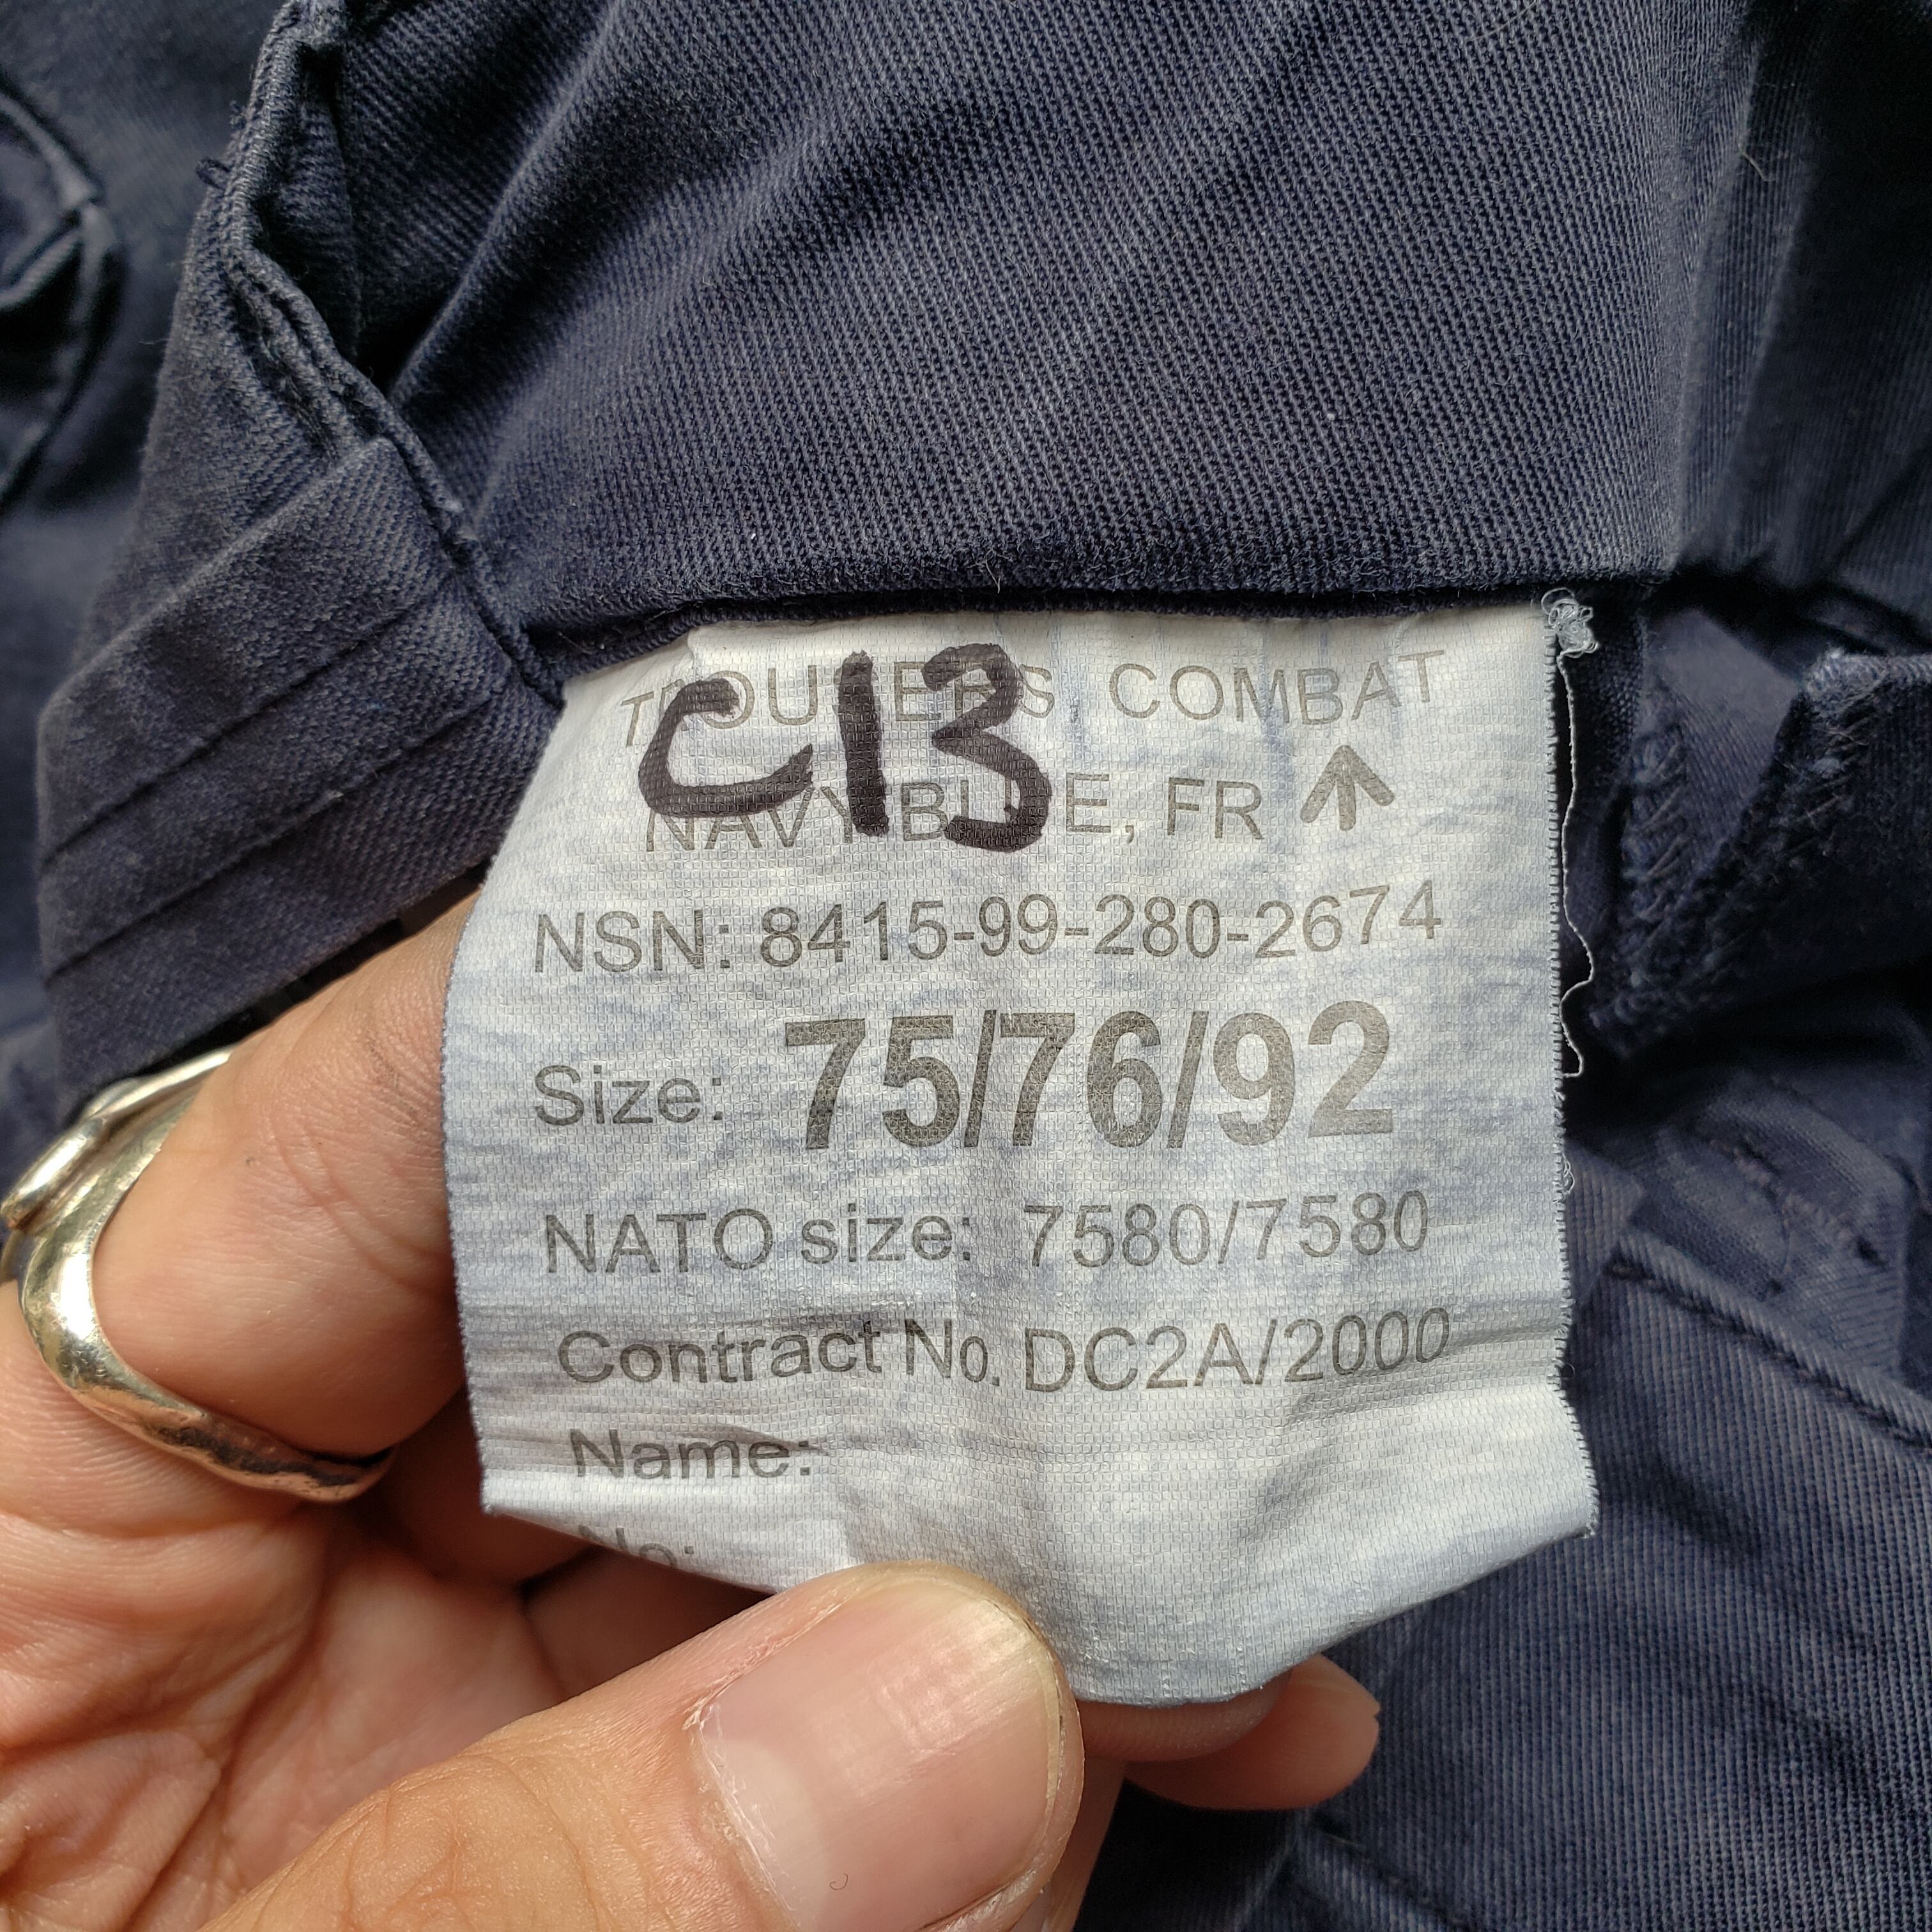 C13
TROUSERS COMBAT
NAVY BLUE, FR ↑
NSN: 8415-99-280-2674
Size: 75/76/92
NATO size: 7580/7580
Contract No. DC2A/2000
Name:
No: